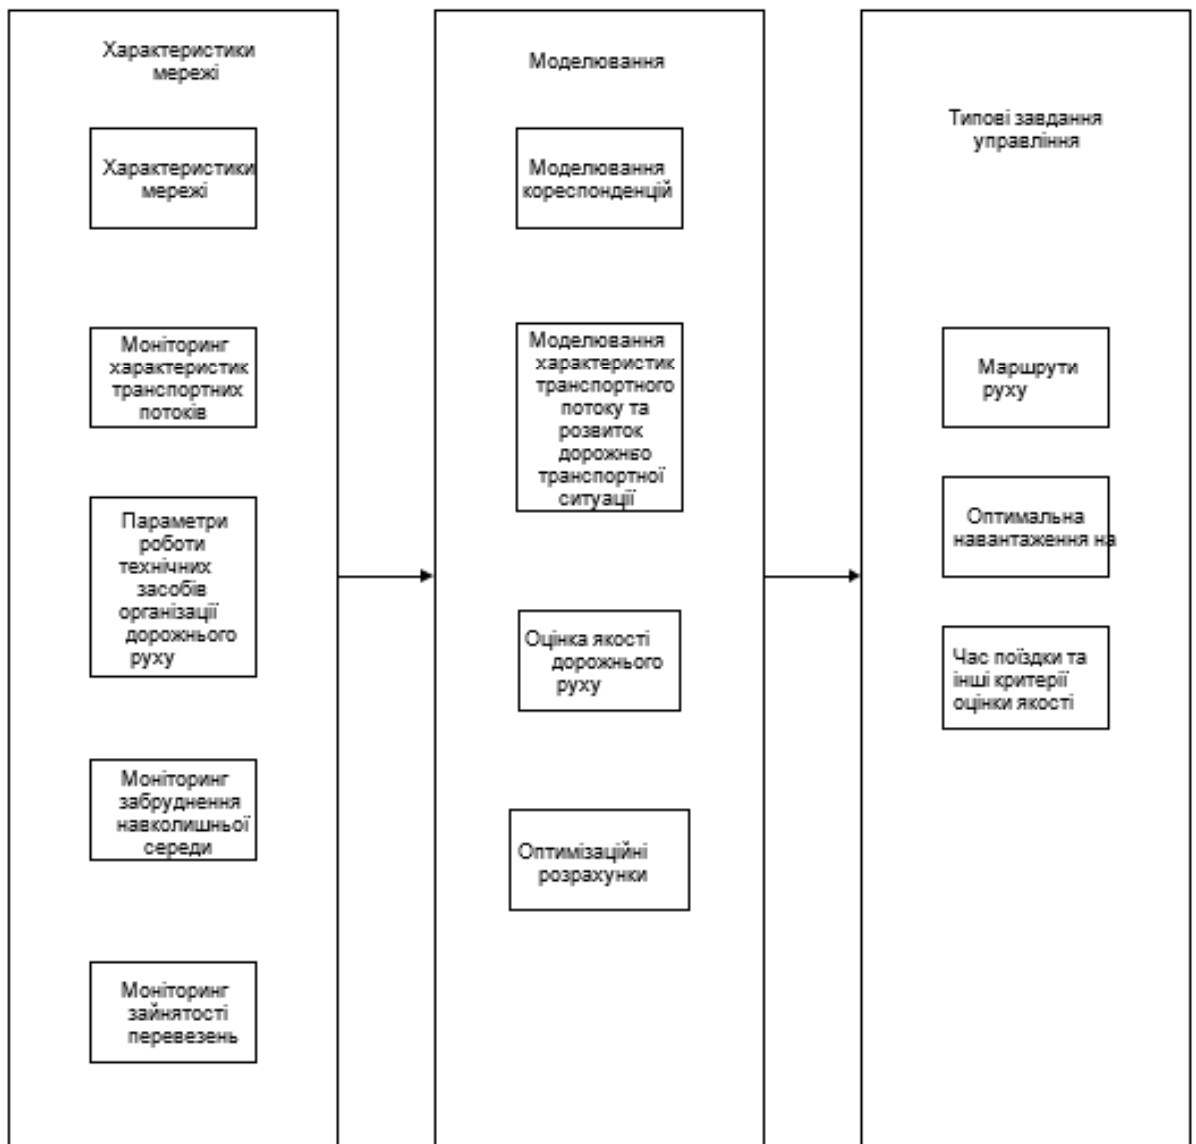 Характеристики
мережі
Характеристики
мережі
Моніторинг
характеристик
транспортних
потоків
Параметри
роботи
технічних
засобів
організації
дорожнього
руху
Моніторинг
забруднення
навколишньої
середи
Моніторинг
зайнятості
перевезень
Моделювання
Моделювання
кореспонденцій
Моделювання
характеристик
транспортного
потоку та
розвиток
дорожньо
транспортної
ситуації
Оцінка якості
дорожнього
руху
Оптимізаційні
розрахунки
Типові завдання
управління
Маршрути
руху
Оптимальна
навантаження на
Час поїздки та
інші критерії
оцінки якості